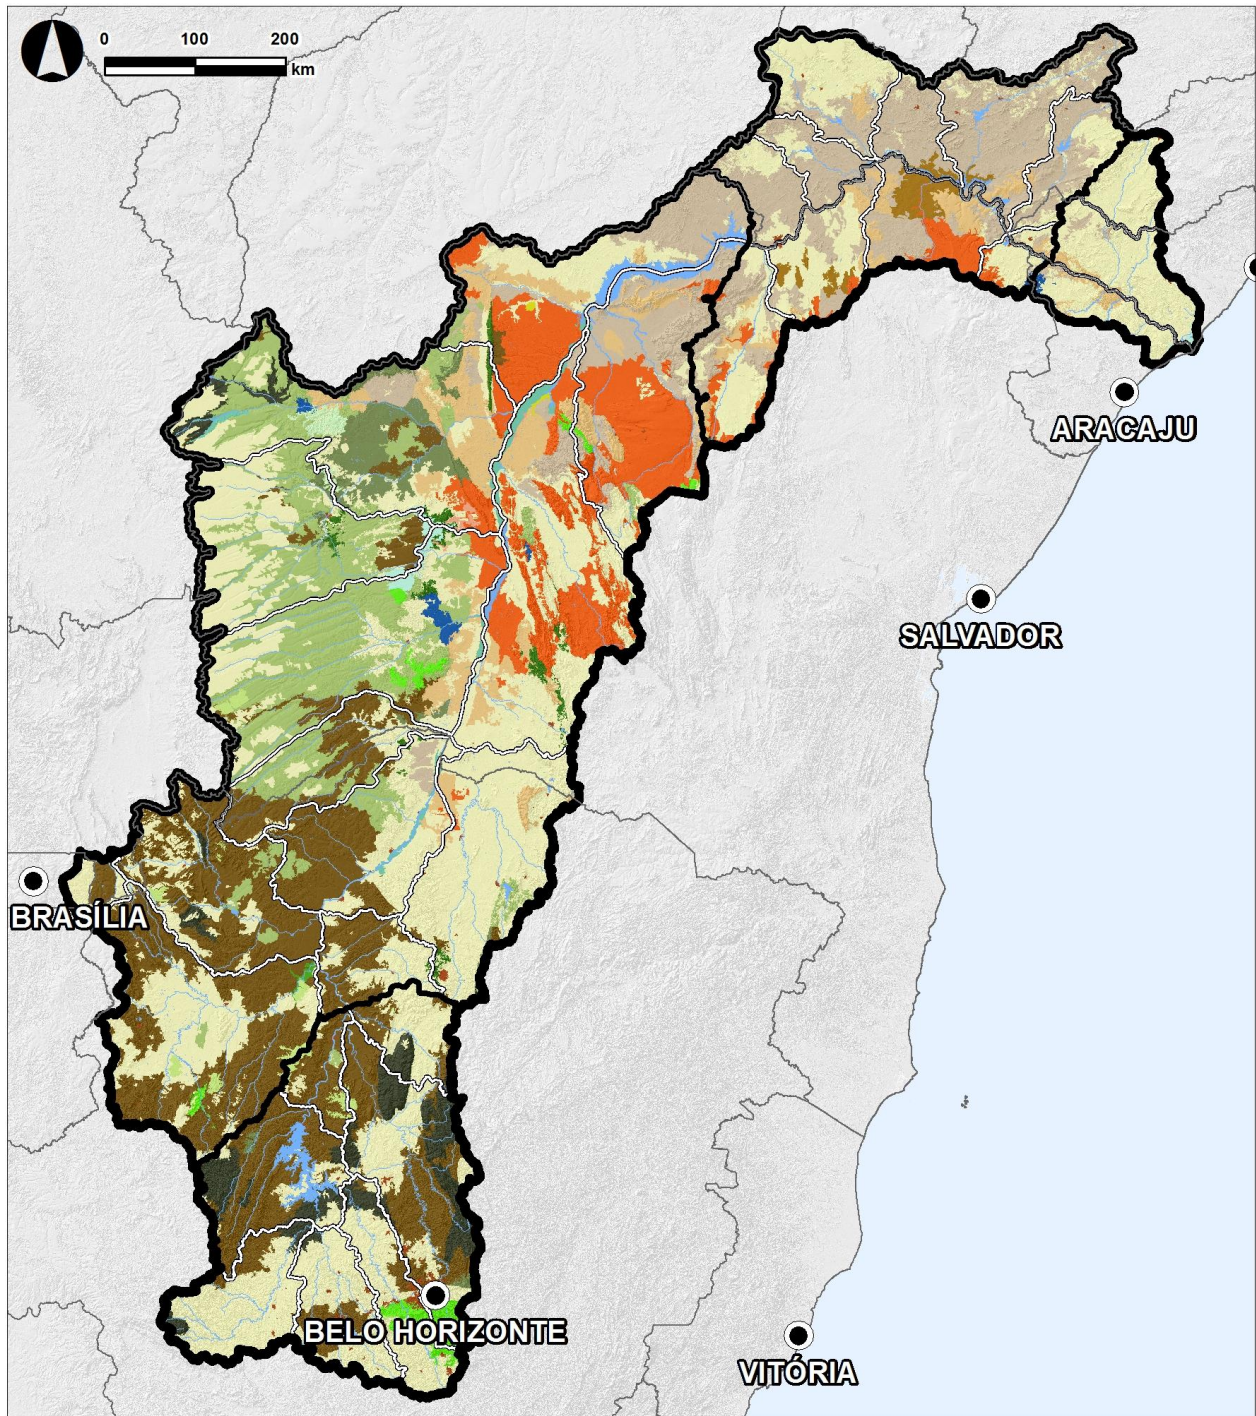 0 100 200
km
ARACAJU
SALVADOR
BRASÍLIA
BELO HORIZONTE
VITÓRIA